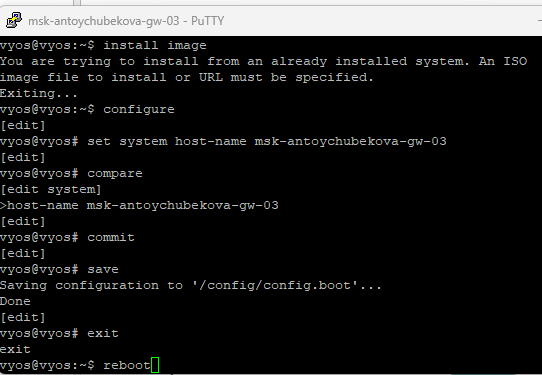 msk-antoychubekova-gw-03 - PuTTY
vyos@vyos:~$ install image
You are trying to install from an already installed system. An ISO
image file to install or URL must be specified.
Exiting...
vyos@vyos:~$ configure
[edit]
vyos@vyos# set system host-name msk-antoychubekova-gw-03
[edit]
vyos@vyos# compare
[edit system]
>host-name msk-antoychubekova-gw-03
[edit]
vyos@vyos# commit
[edit]
vyos@vyos# save
Saving configuration to '/config/config.boot'...
Done
[edit]
vyos@vyos# exit
exit
vyos@vyos:~$ reboot